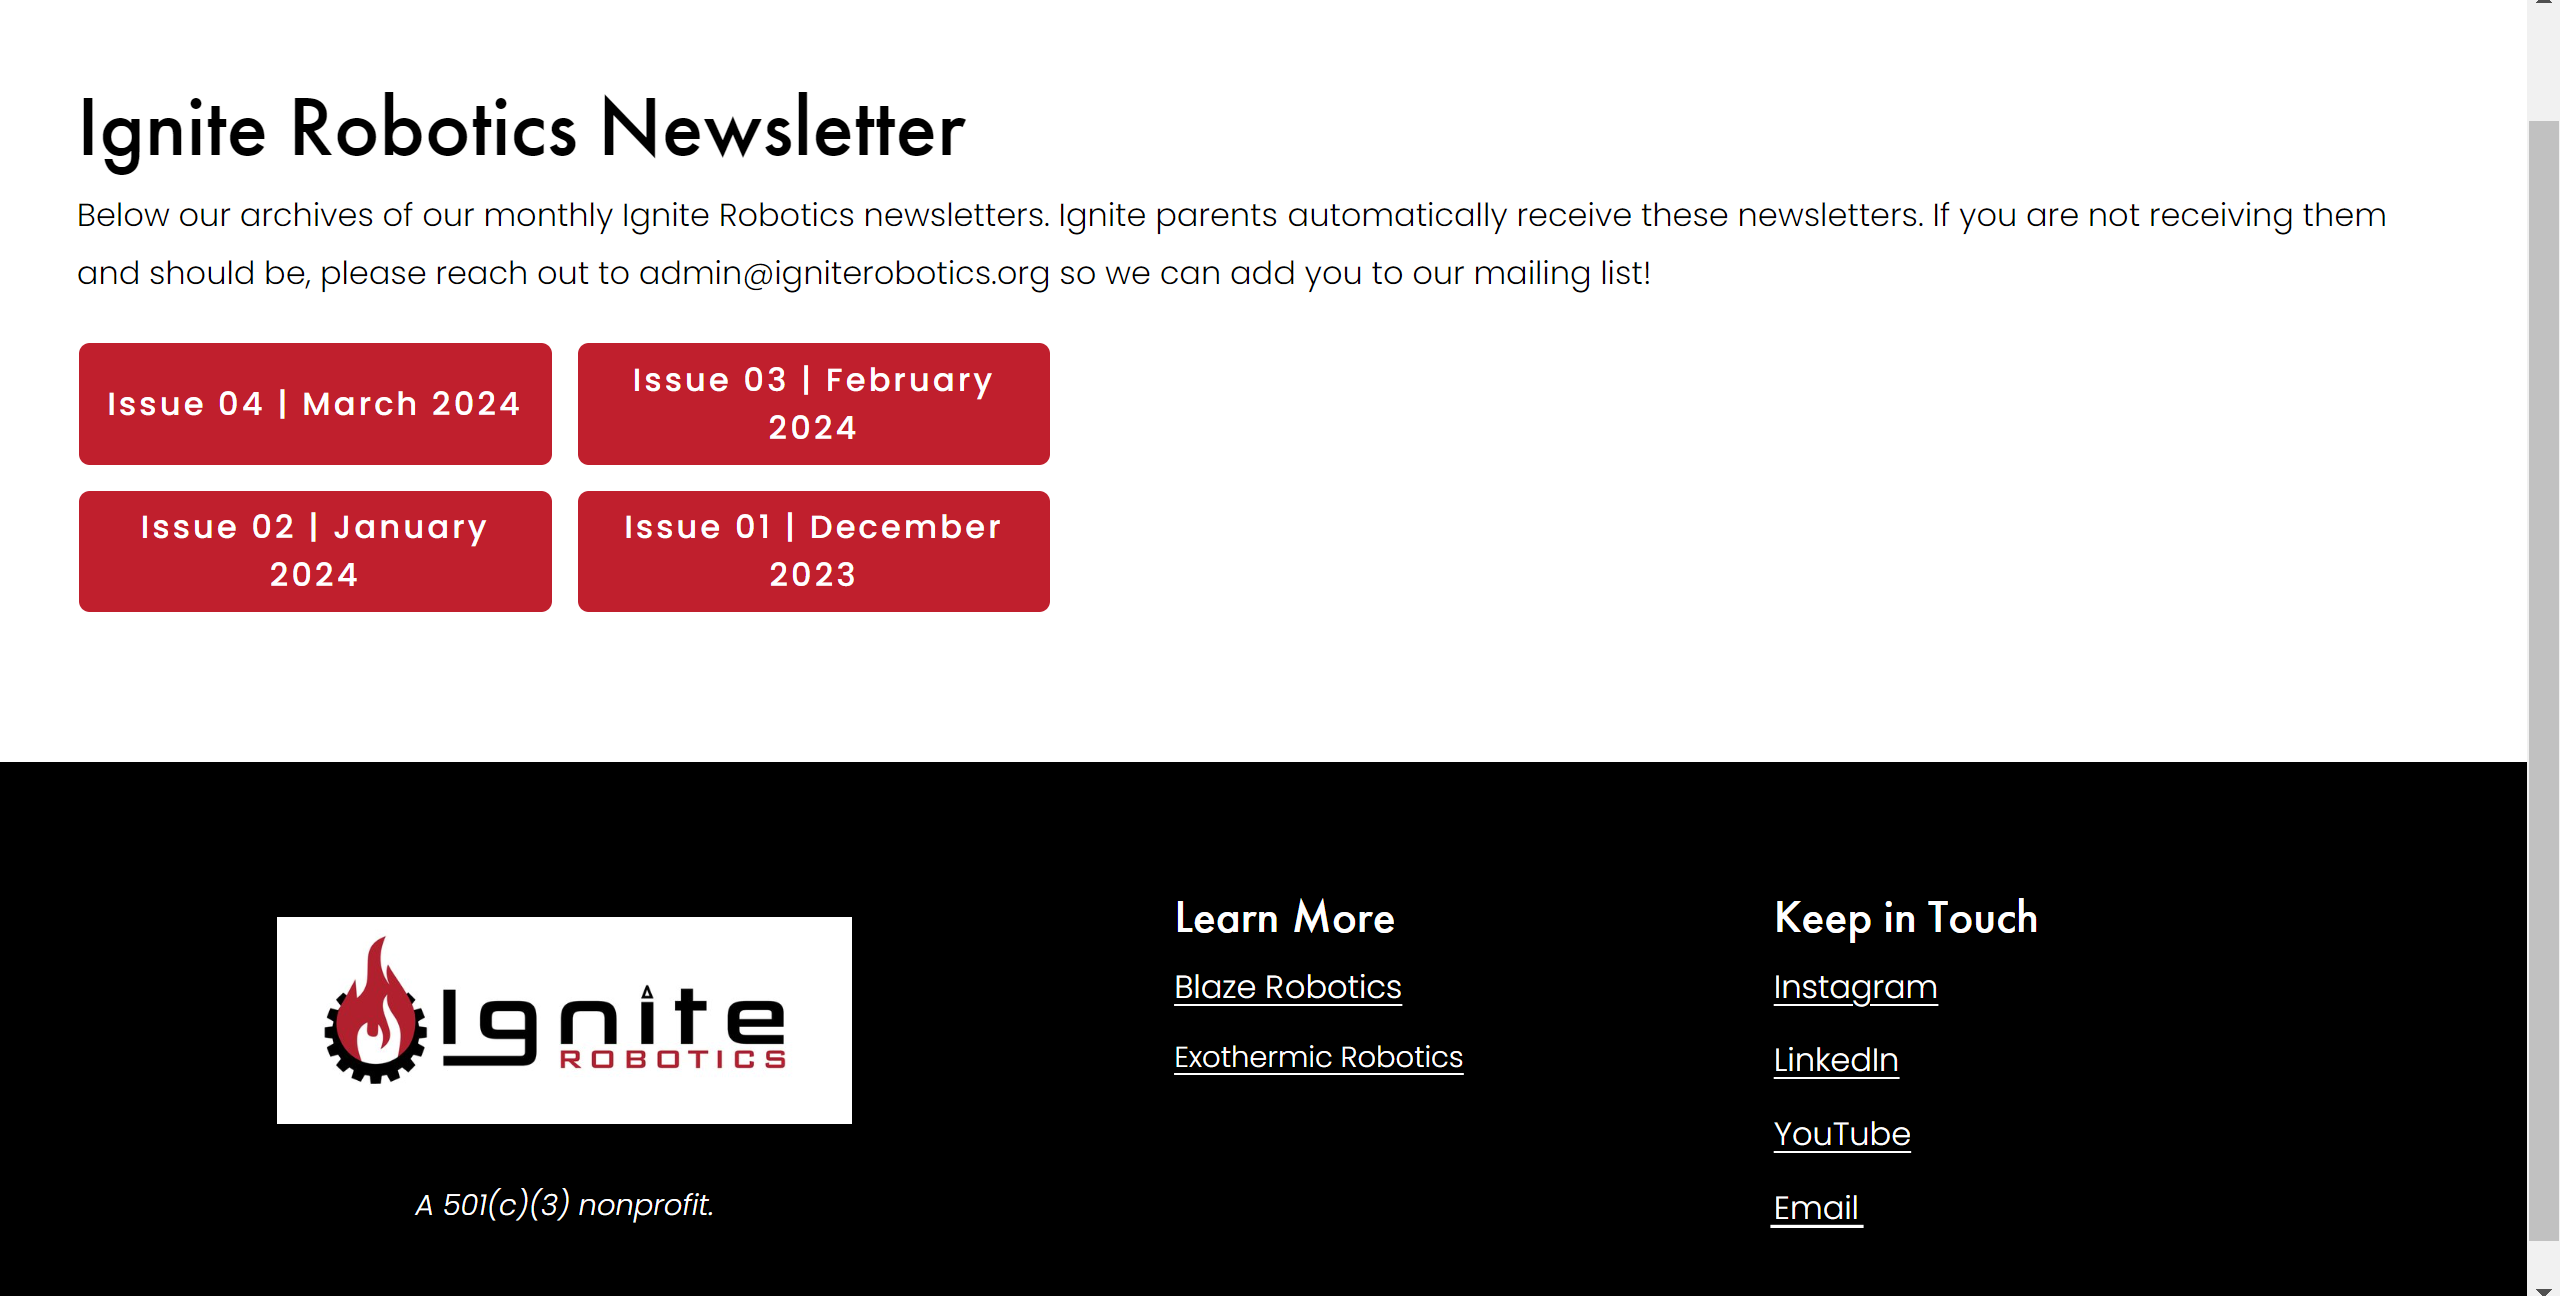 Ignite Robotics Newsletter
Below our archives of our monthly Ignite Robotics newsletters. Ignite parents automatically receive these newsletters. If you are not receiving them
and should be, please reach out to admin@igniterobotics.org so we can add you to our mailing list!
Issue 04 | March 2024
Issue 03 | February
2024
Issue 02 | January
2024
Issue 01 | December
2023
Ignite
ROBOTICS
A 501(c)(3) nonprofit.
Learn More
Blaze Robotics
Exothermic Robotics
Keep in Touch
Instagram
LinkedIn
YouTube
Email